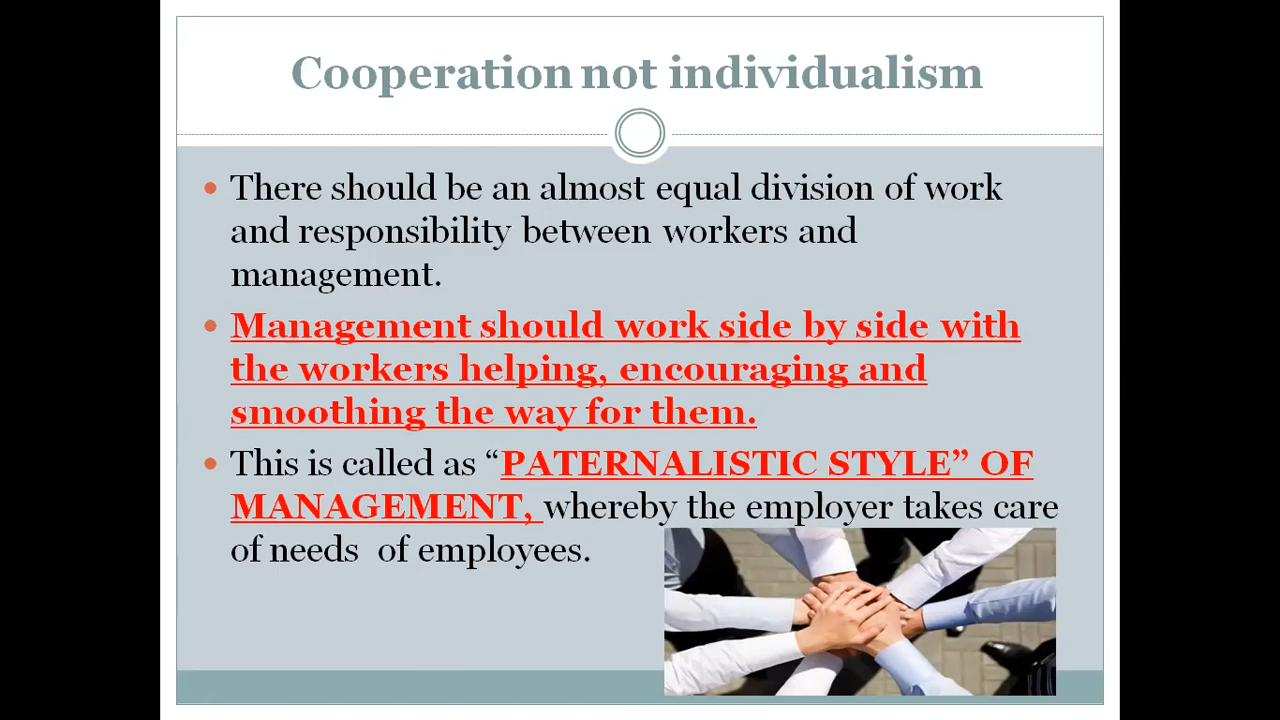 Cooperation not individualism
• There should be an almost equal division of work
and responsibility between workers and
management.
• Management should work side by side with
the workers helping, encouraging and
smoothing the way for them.
• This is called as “PATERNALISTIC STYLE” OF
MANAGEMENT, whereby the employer takes care
of needs  of employees.